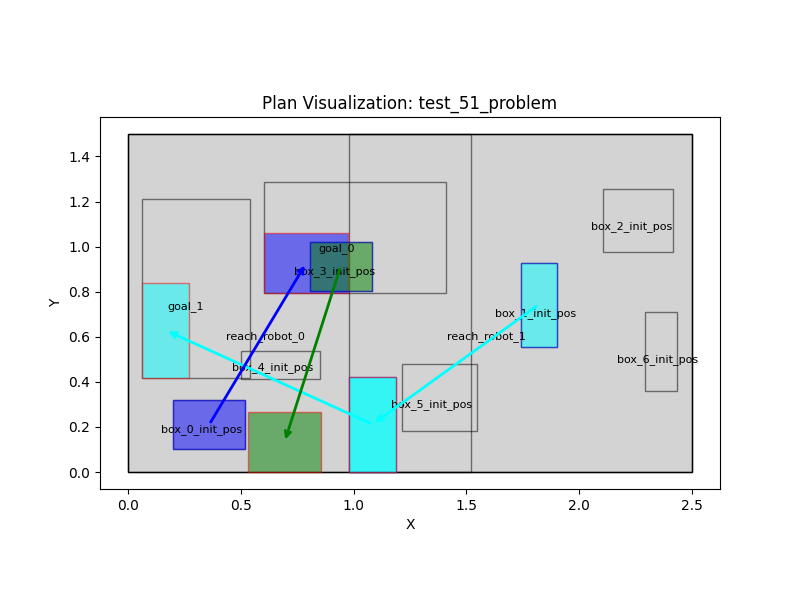 Plan Visualization: test_51_problem
Y
1.4
1.2
1.0
0.8
0.6
0.4
0.2
0.0
box_2_init_pos
goal_0
box_3_init_pos
goal_1
box_1_init_pos
reach_robot_0
reach_robot_1
box_6_init_pos
box_4_init_pos
box_5_init_pos
box_0_init_pos
0.0
0.5
1.0
1.5
2.0
2.5
X